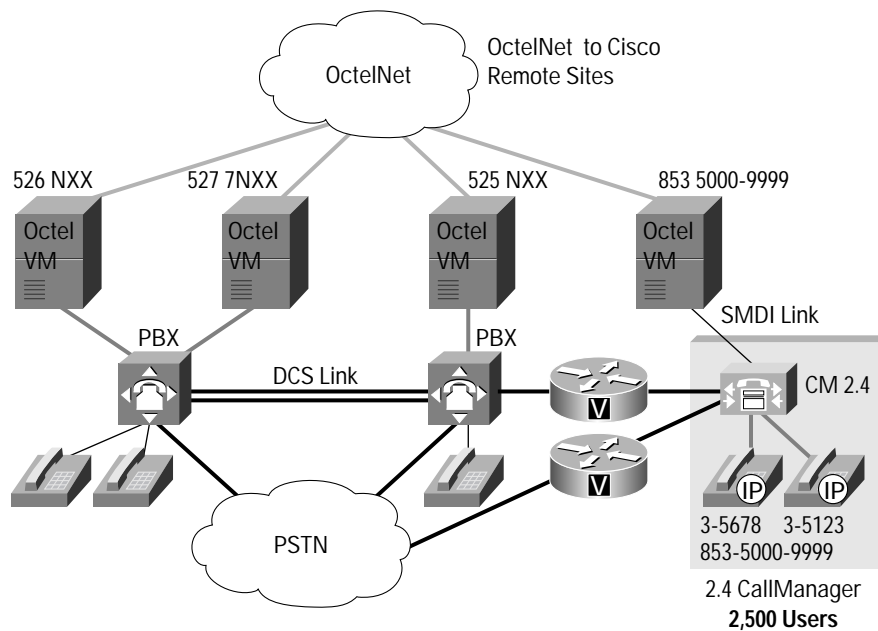 OctelNet
OctelNet to Cisco
Remote Sites
526 NXX
527 7NXX
525 NXX
853 5000-9999
Octel
VM
Octel
VM
Octel
VM
Octel
VM
SMDI Link
PBX
PBX
DCS Link
CM 2.4
V
V
IP
IP
3-5678
3-5123
853-5000-9999
PSTN
2.4 CallManager
2,500 Users